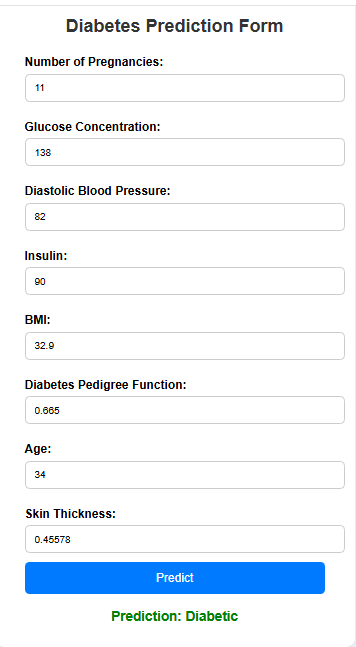 Diabetes Prediction Form
Number of Pregnancies:
11
Glucose Concentration:
138
Diastolic Blood Pressure:
82
Insulin:
90
BMI:
32.9
Diabetes Pedigree Function:
0.665
Age:
34
Skin Thickness:
0.45578
Predict
Prediction: Diabetic